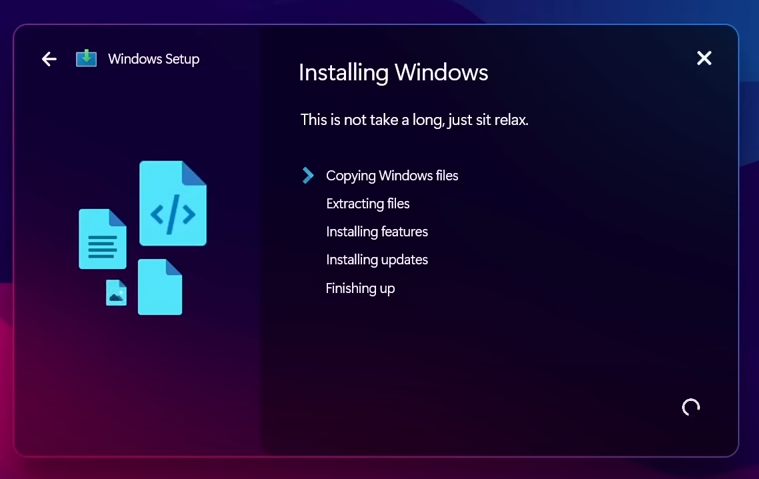 Windows Setup
Installing Windows
This is not take a long, just sit relax.
Copying Windows files
Extracting files
Installing features
Installing updates
Finishing up